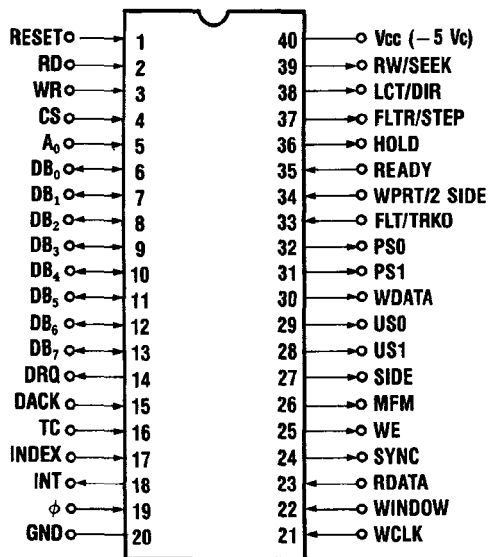 RESET 1
RD 2
WR 3
CS 4
A₀ 5
DB₀ 6
DB₁ 7
DB₂ 8
DB₃ 9
DB₄ 10
DB₅ 11
DB₆ 12
DB₇ 13
DRQ 14
DACK 15
TC 16
INDEX 17
INT 18
ϕ 19
GND 20
40 Vcc (−5 Vc)
39 RW/SEEK
38 LCT/DIR
37 FLTR/STEP
36 HOLD
35 READY
34 WPRT/2 SIDE
33 FLT/TRKO
32 PS0
31 PS1
30 WDATA
29 US0
28 US1
27 SIDE
26 MFM
25 WE
24 SYNC
23 RDATA
22 WINDOW
21 WCLK